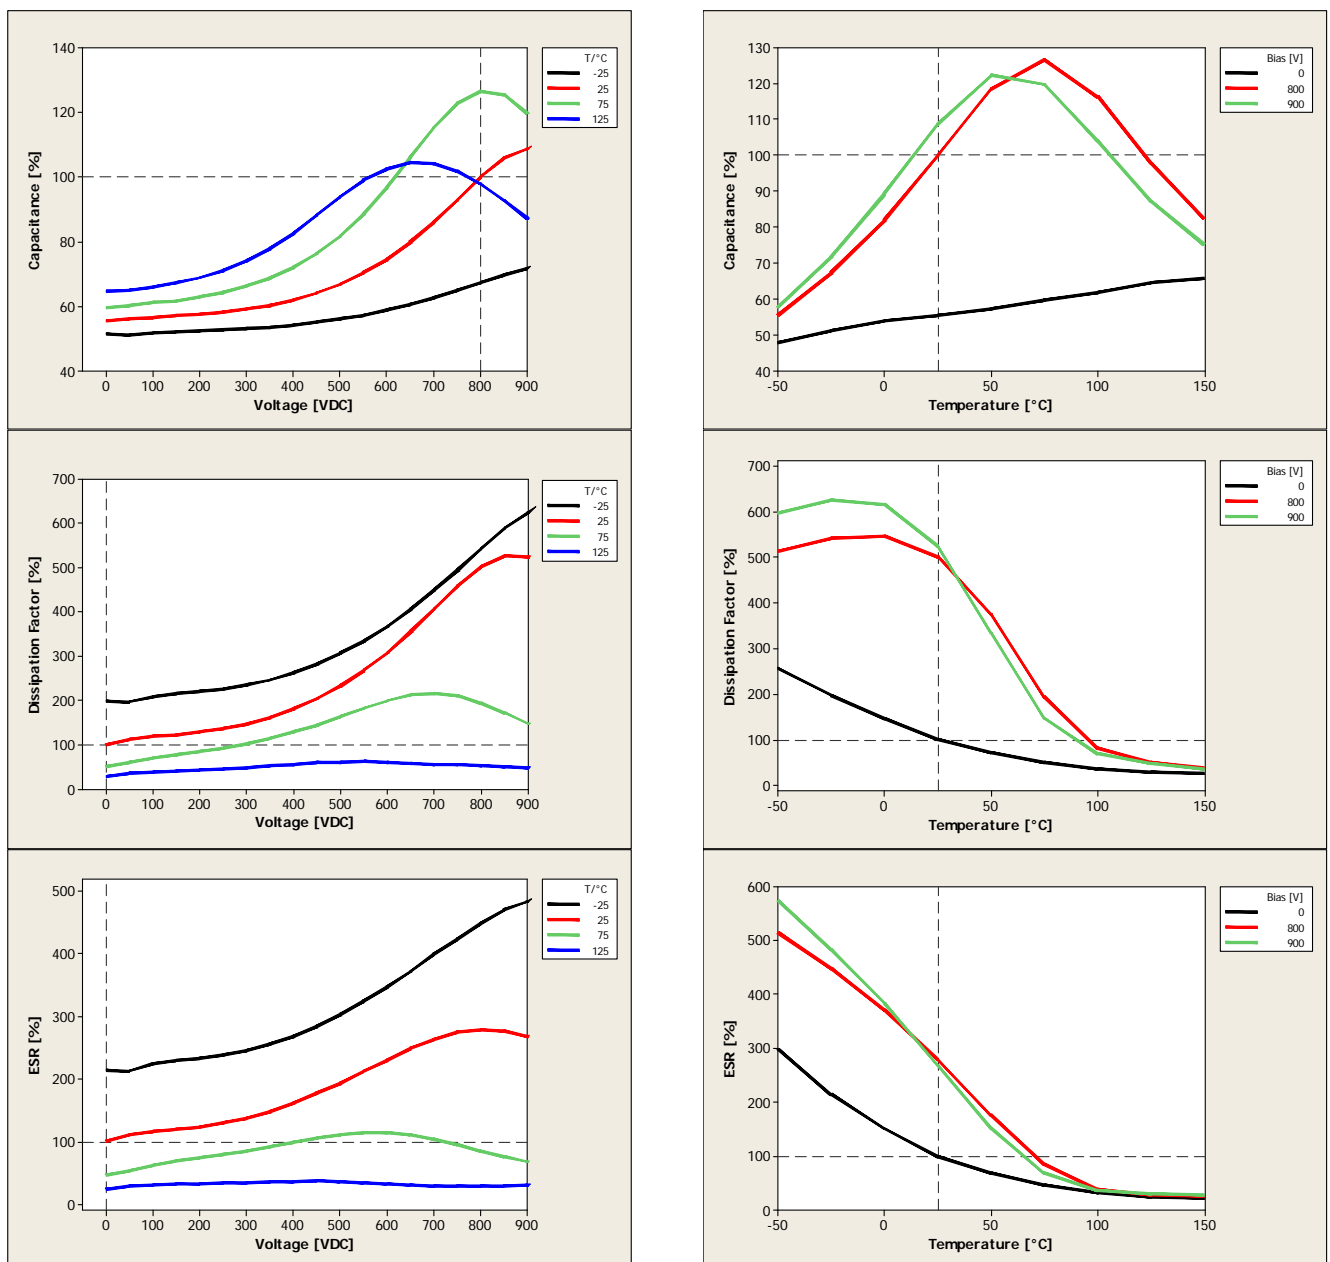 140
120
100
80
60
40
Capacitance [%]
0 100 200 300 400 500 600 700 800 900
Voltage [VDC]
T/°C
-25
25
75
125
130
120
110
100
90
80
70
60
50
40
Capacitance [%]
-50 0 50 100 150
Temperature [°C]
Bias [V]
0
800
900
700
600
500
400
300
200
100
0
Dissipation Factor [%]
0 100 200 300 400 500 600 700 800 900
Voltage [VDC]
T/°C
-25
25
75
125
700
600
500
400
300
200
100
0
Dissipation Factor [%]
-50 0 50 100 150
Temperature [°C]
Bias [V]
0
800
900
500
400
300
200
100
0
ESR [%]
0 100 200 300 400 500 600 700 800 900
Voltage [VDC]
T/°C
-25
25
75
125
600
500
400
300
200
100
0
ESR [%]
-50 0 50 100 150
Temperature [°C]
Bias [V]
0
800
900